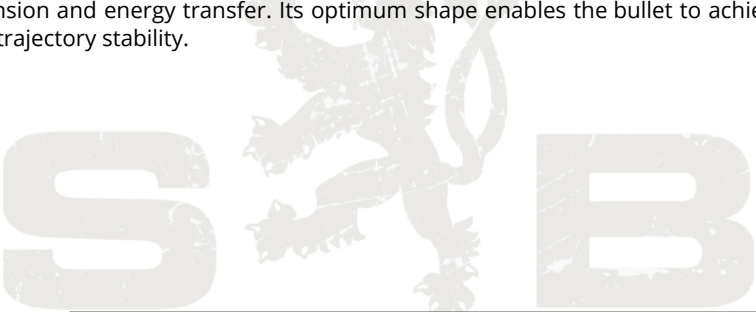 nsion and energy transfer. Its optimum shape enables the bullet to achie
trajectory stability.
S B